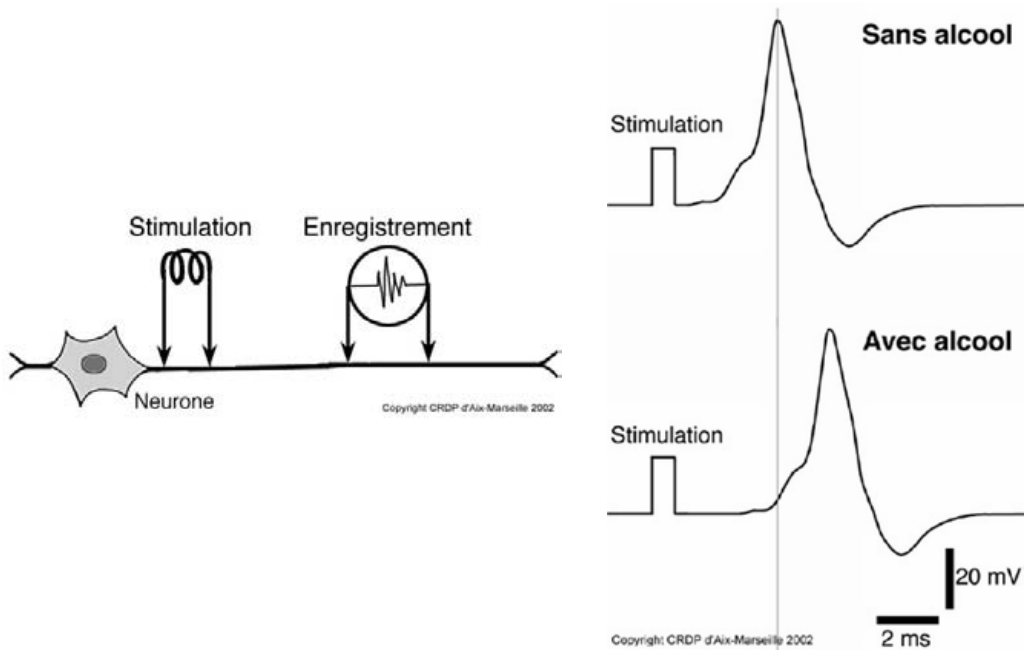 Stimulation
Enregistrement
Neurone
Copyright CRDP d'Aix-Marseille 2002
Sans alcool
Stimulation
Avec alcool
Stimulation
20 mV
2 ms
Copyright CRDP d'Aix-Marseille 2002